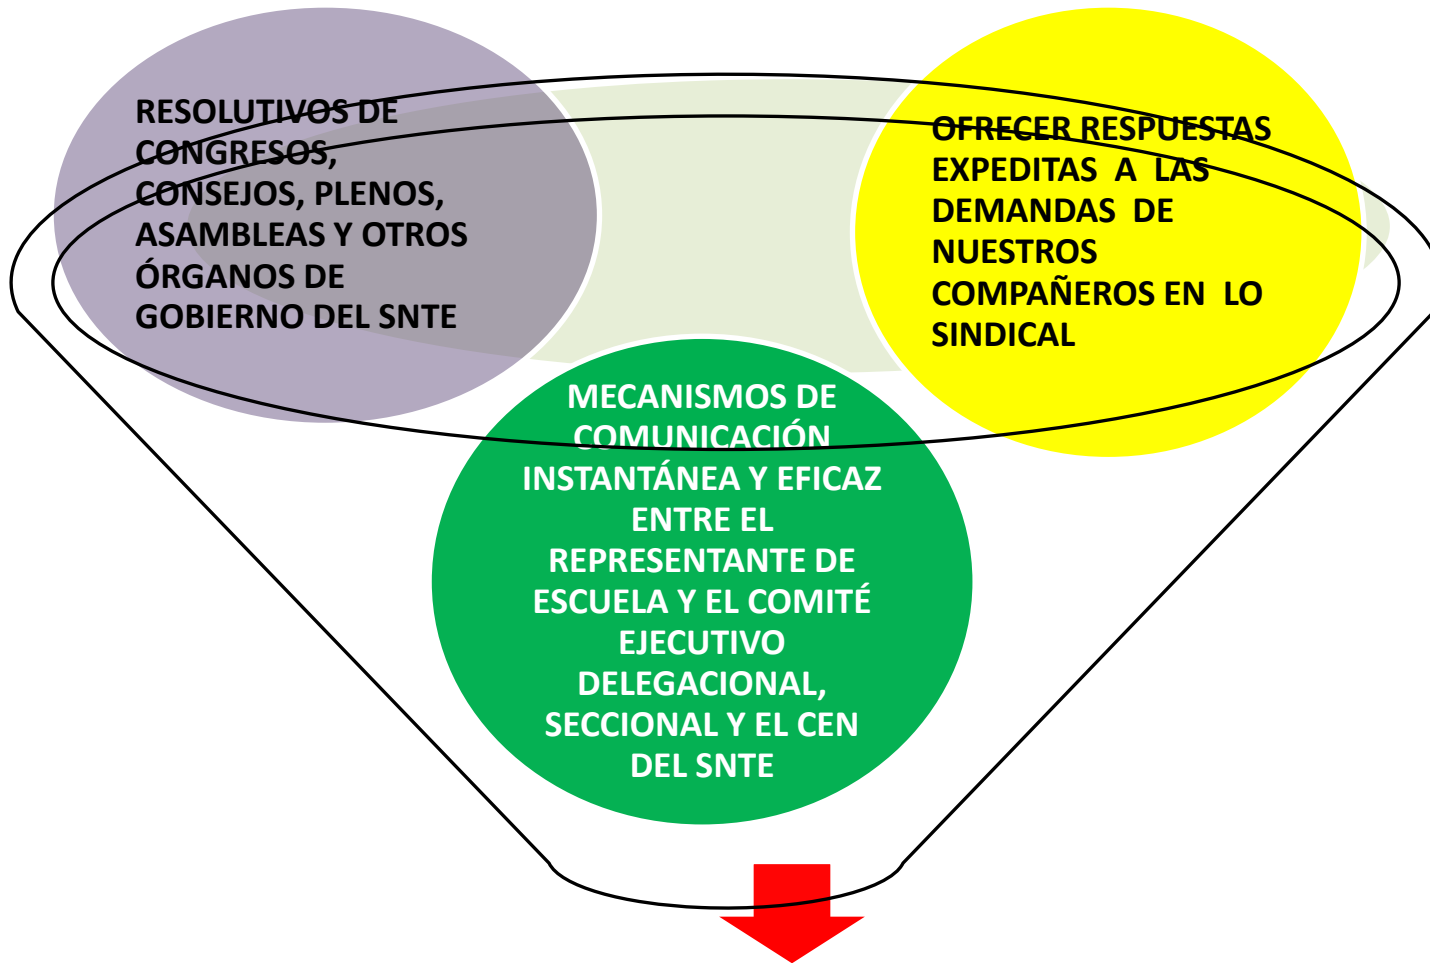 RESOLUTIVOS DE
CONGRESOS,
CONSEJOS, PLENOS,
ASAMBLEAS Y OTROS
ÓRGANOS DE
GOBIERNO DEL SNTE
OFRECER RESPUESTAS
EXPEDITAS A LAS
DEMANDAS DE
NUESTROS
COMPAÑEROS EN LO
SINDICAL
MECANISMOS DE
COMUNICACIÓN
INSTANTÁNEA Y EFICAZ
ENTRE EL
REPRESENTANTE DE
ESCUELA Y EL COMITÉ
EJECUTIVO
DELEGACIONAL,
SECCIONAL Y EL CEN
DEL SNTE